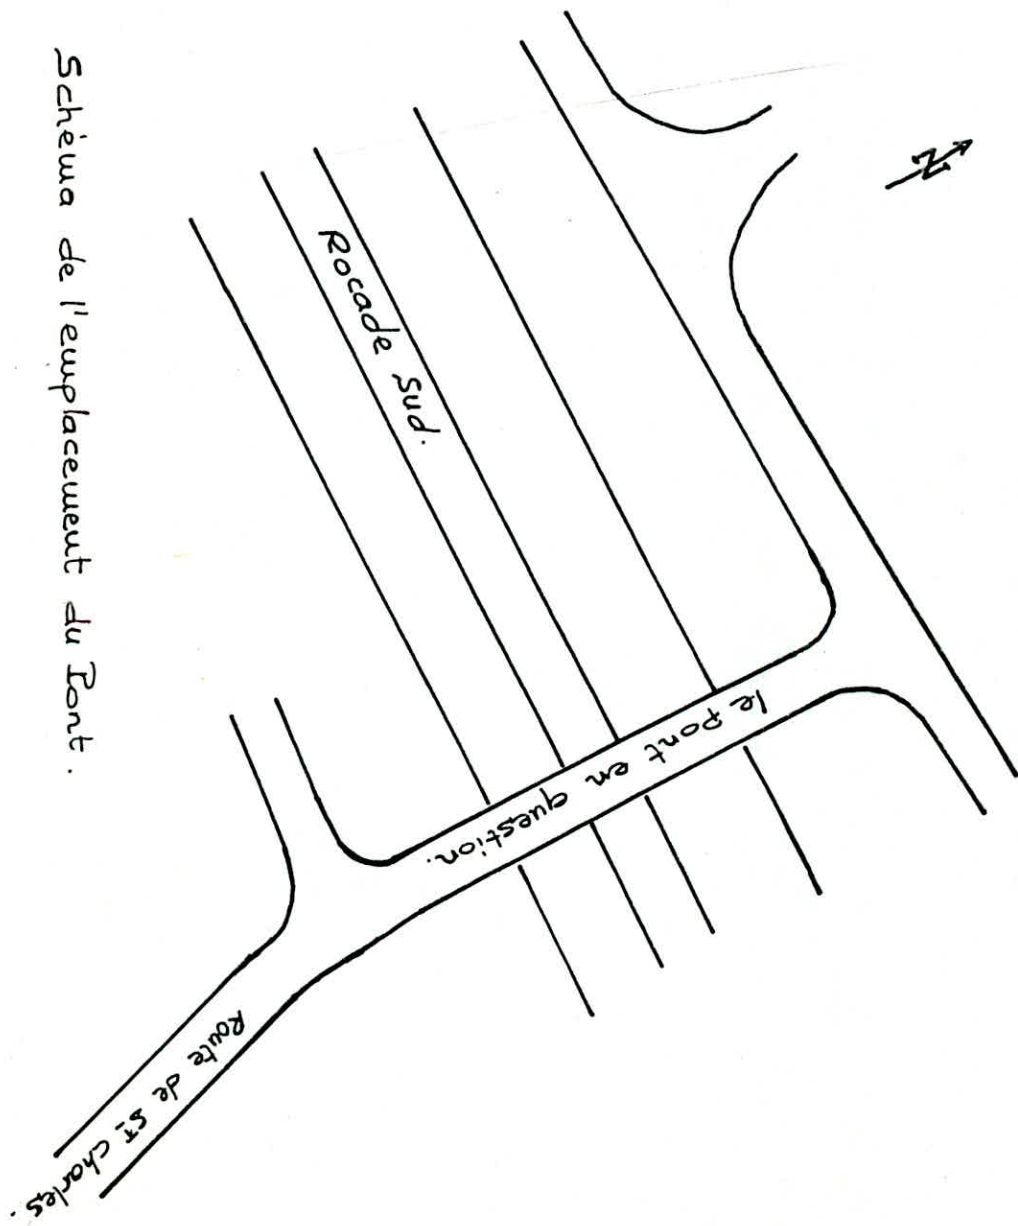 Schéma de l'emplacement du Pont.
N
Rocade Sud.
le pont en question.
Route de ST charles.